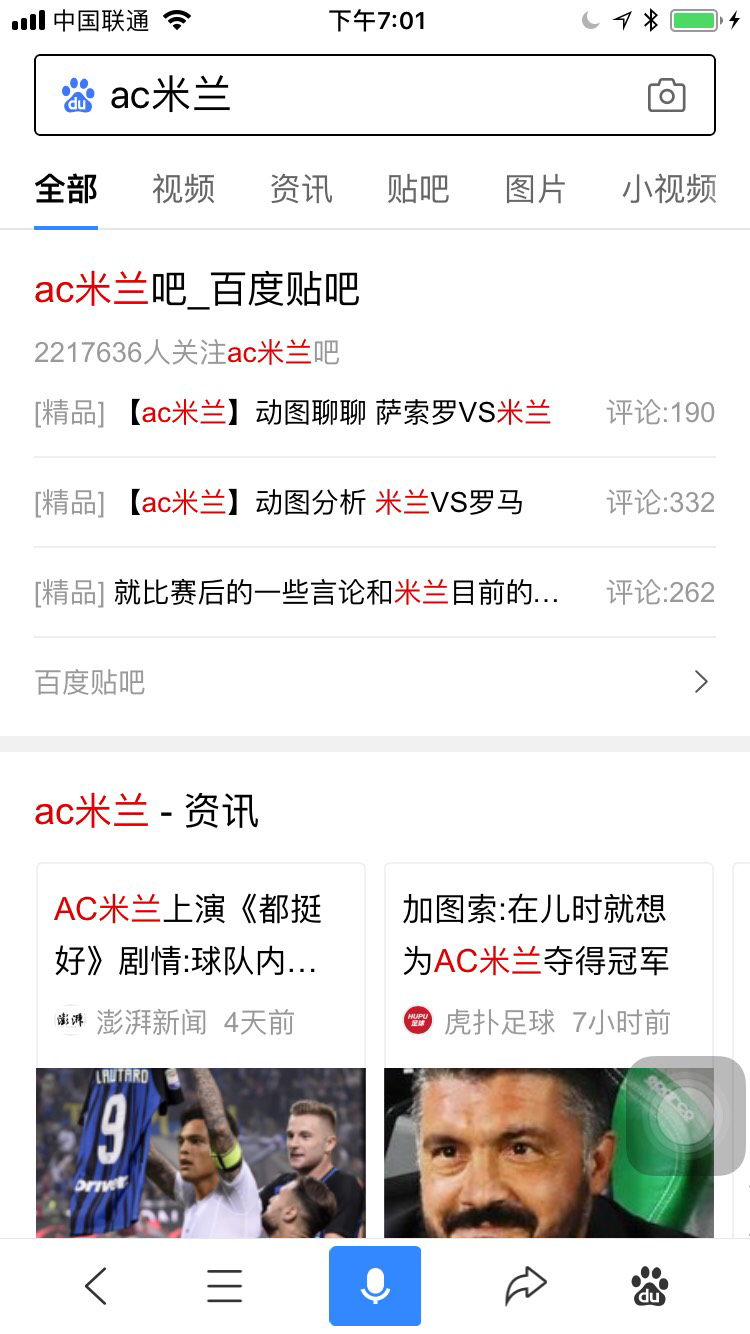 中国联通
下午7:01
du ac米兰
全部 视频 资讯 贴吧 图片 小视频
ac米兰吧_百度贴吧
2217636人关注ac米兰吧
[精品] 【ac米兰】动图聊聊 萨索罗VS米兰 评论:190
[精品] 【ac米兰】动图分析 米兰VS罗马 评论:332
[精品] 就比赛后的一些言论和米兰目前的... 评论:262
百度贴吧
ac米兰 - 资讯
AC米兰上演《都挺
好》剧情:球队内...
澎湃 澎湃新闻 4天前
加图索:在儿时就想
为AC米兰夺得冠军
HUPU
足球
虎扑足球 7小时前
LAUTARO
9
DRIVER
du